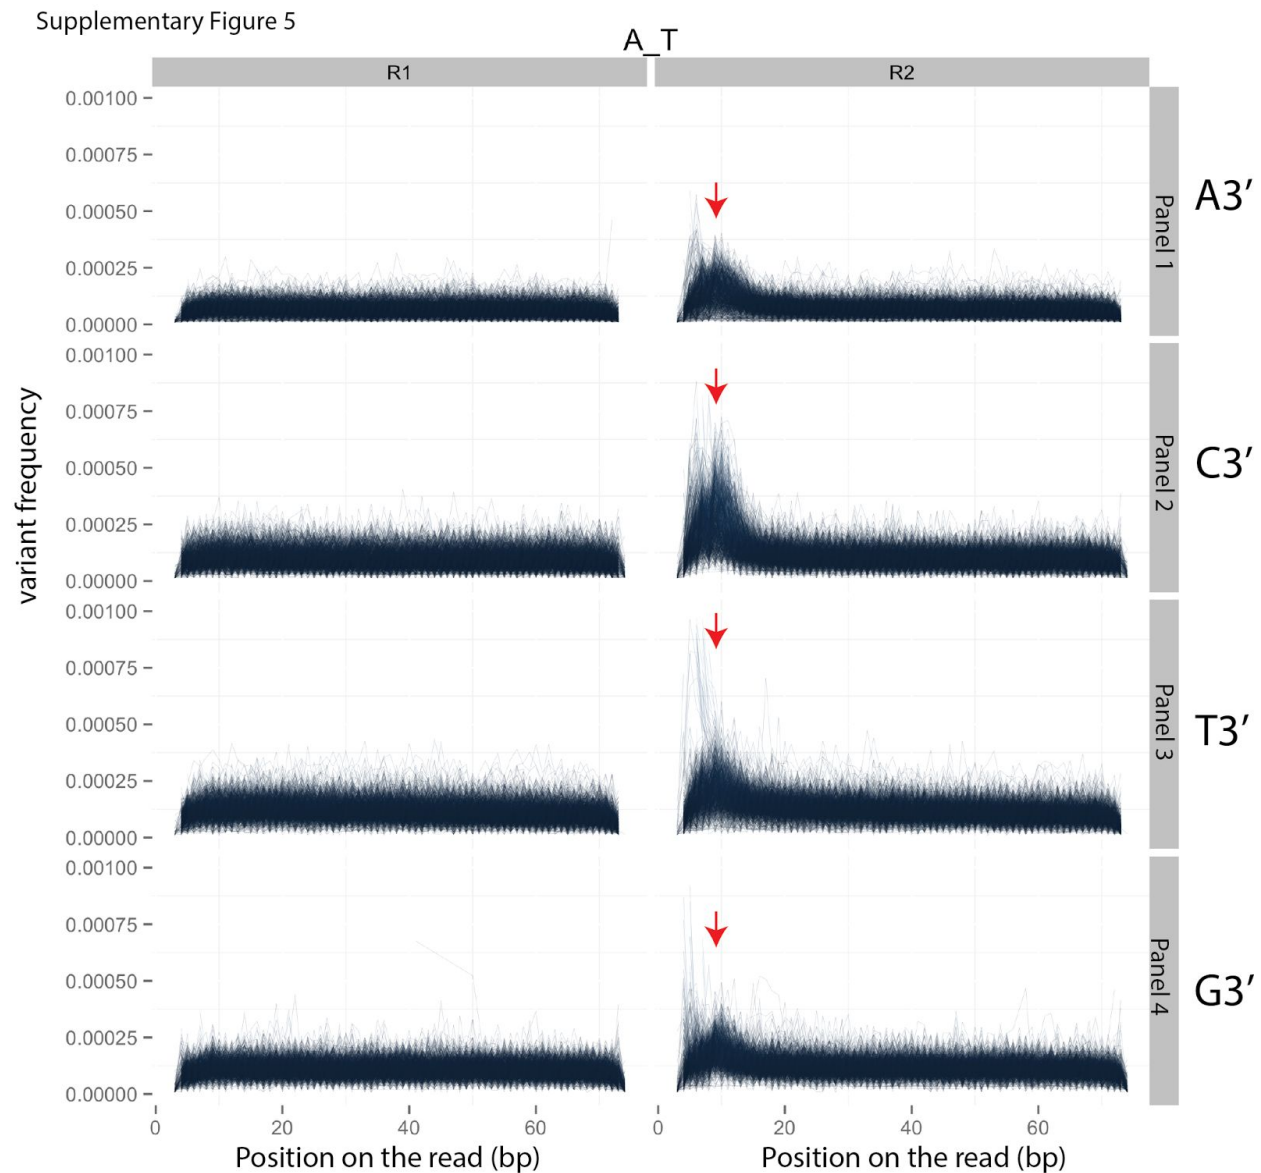 Supplementary Figure 5
A_T
R1 R2
0.00100
0.00075
0.00050
0.00025
0.00000
Panel 1
A3′
0.00100
0.00075
0.00050
0.00025
0.00000
Panel 2
C3′
variant frequency
0.00100
0.00075
0.00050
0.00025
0.00000
Panel 3
T3′
0.00100
0.00075
0.00050
0.00025
0.00000
Panel 4
G3′
0 20 40 60 0 20 40 60
Position on the read (bp) Position on the read (bp)